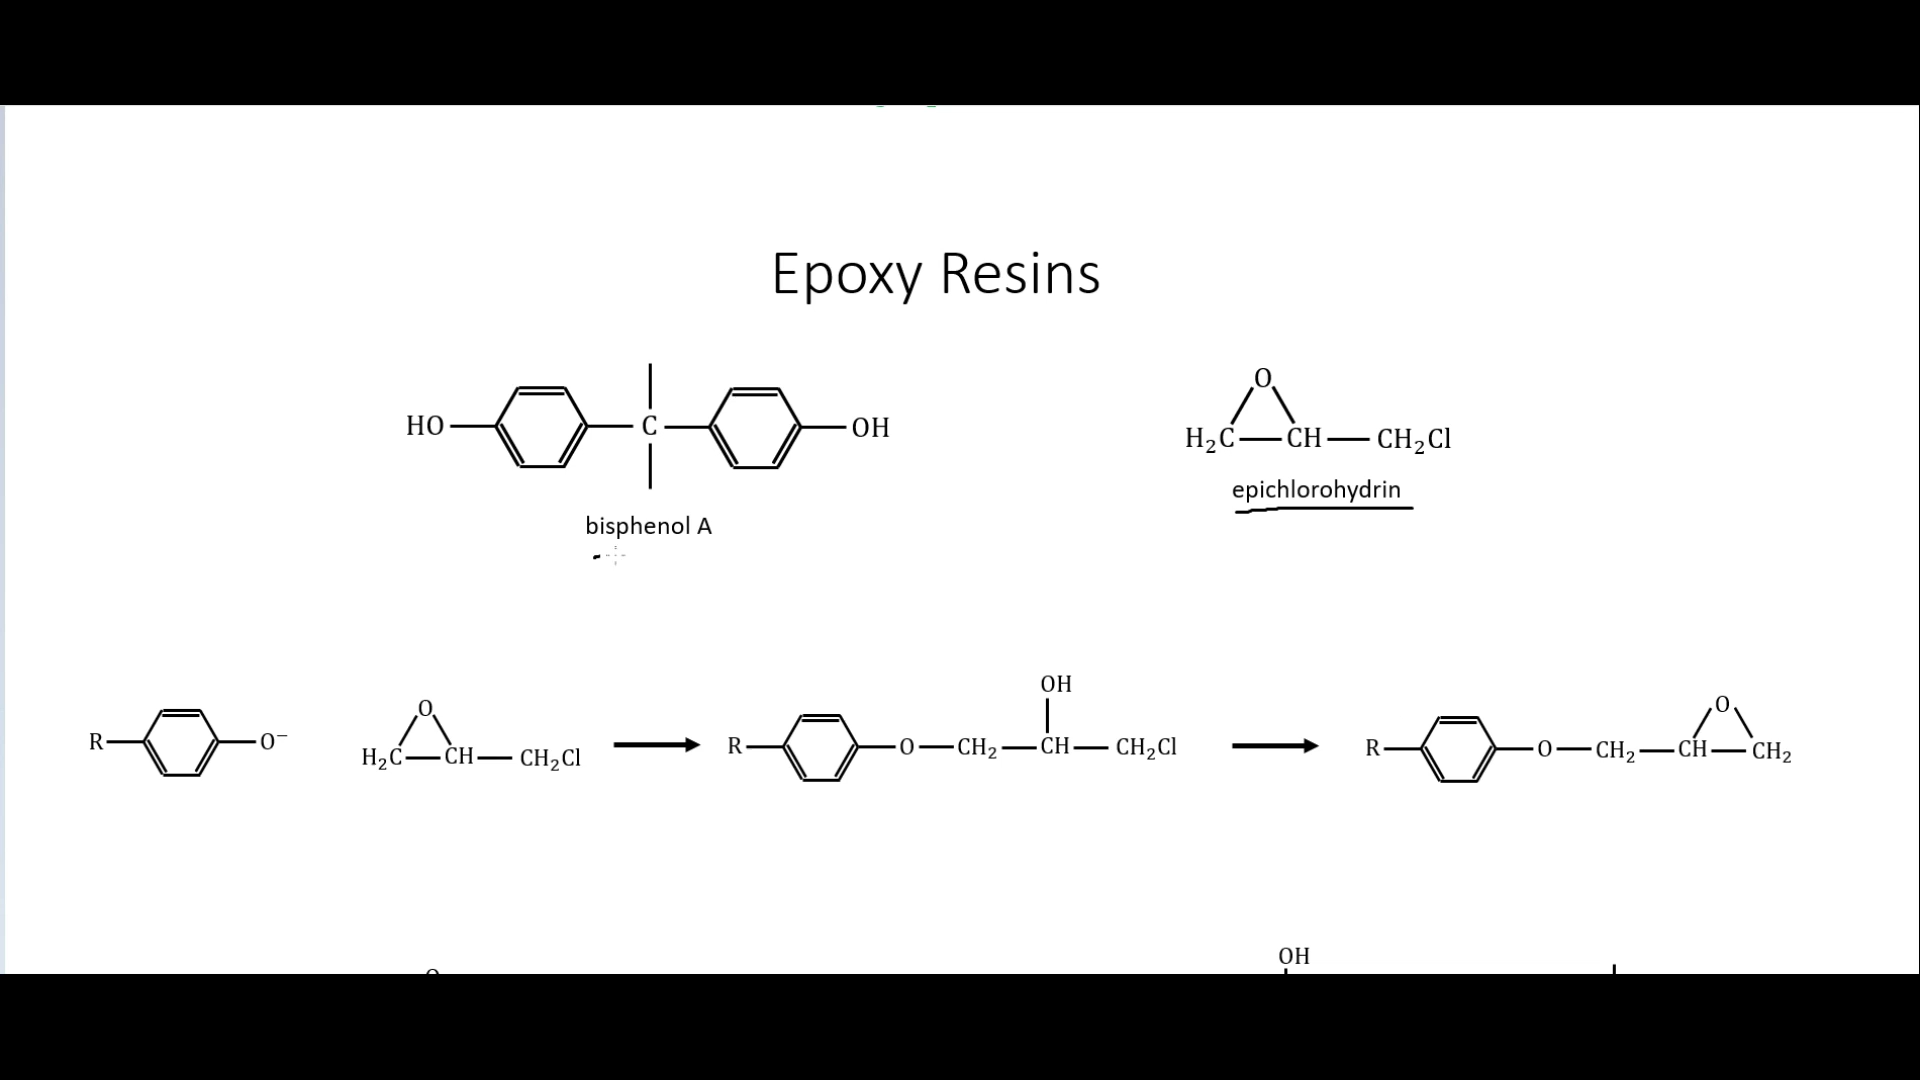 Epoxy Resins
HO C OH
O
H₂C CH CH₂Cl
epichlorohydrin
bisphenol A
R O⁻
O
H₂C CH CH₂Cl
OH
R O CH₂ CH CH₂Cl
O
R O CH₂ CH CH₂
OH